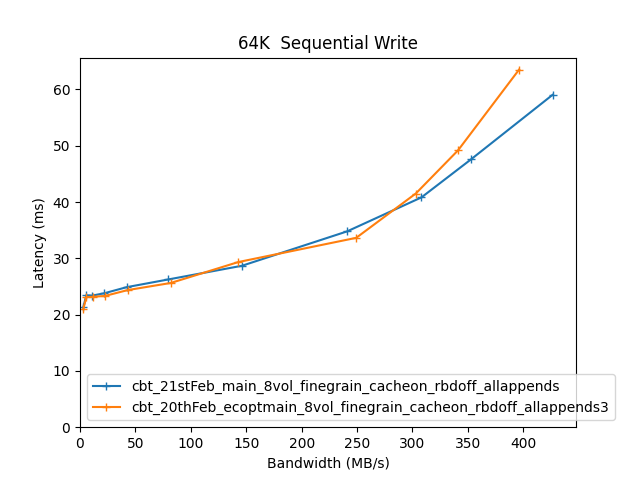 64K  Sequential Write
Latency (ms)
60
50
40
30
20
10
0
0 50 100 150 200 250 300 350 400
Bandwidth (MB/s)
cbt_21stFeb_main_8vol_finegrain_cacheon_rbdoff_allappends
cbt_20thFeb_ecoptmain_8vol_finegrain_cacheon_rbdoff_allappends3